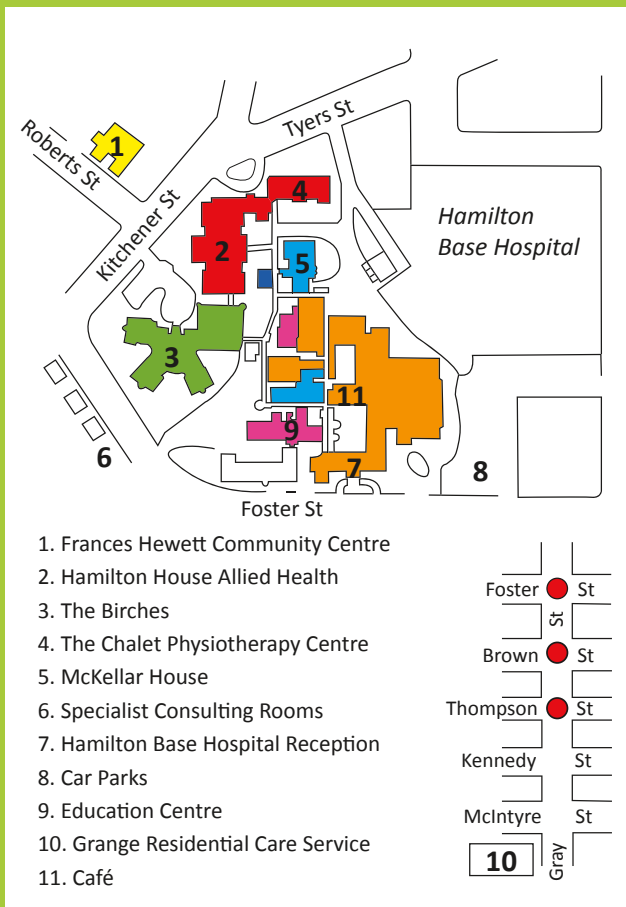 Tyers St
Roberts St
1
Kitchener St
4
Hamilton
Base Hospital
2
5
3
11
6
9
7
8
Foster St
1. Frances Hewett Community Centre
2. Hamilton House Allied Health
3. The Birches
4. The Chalet Physiotherapy Centre
5. McKellar House
6. Specialist Consulting Rooms
7. Hamilton Base Hospital Reception
8. Car Parks
9. Education Centre
10. Grange Residential Care Service
11. Café
Foster St
St
Brown St
Thompson St
Kennedy St
McIntyre St
10
Gray